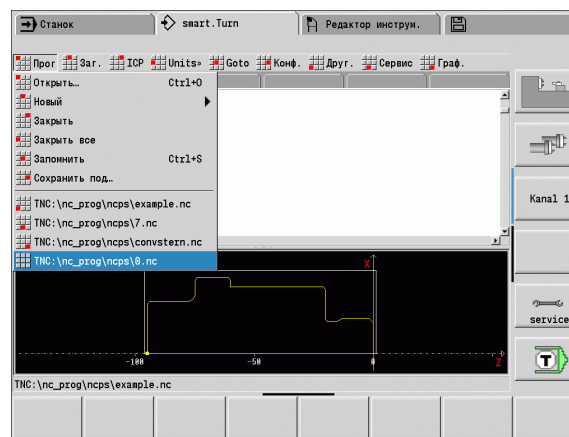 Станок
smart.Turn
Редактор инструм.
Прог Заг. ICP Units» Goto Конф. Друг. Сервис Граф.
Открыть… Ctrl+O
Новый
Закрыть
Закрыть все
Запомнить Ctrl+S
Сохранить под…
TNC:\nc_prog\ncps\example.nc
TNC:\nc_prog\ncps\7.nc
TNC:\nc_prog\ncps\convstern.nc
TNC:\nc_prog\ncps\0.nc
Kanal 1
X
service
-100 -50 0 Z
T
TNC:\nc_prog\ncps\example.nc